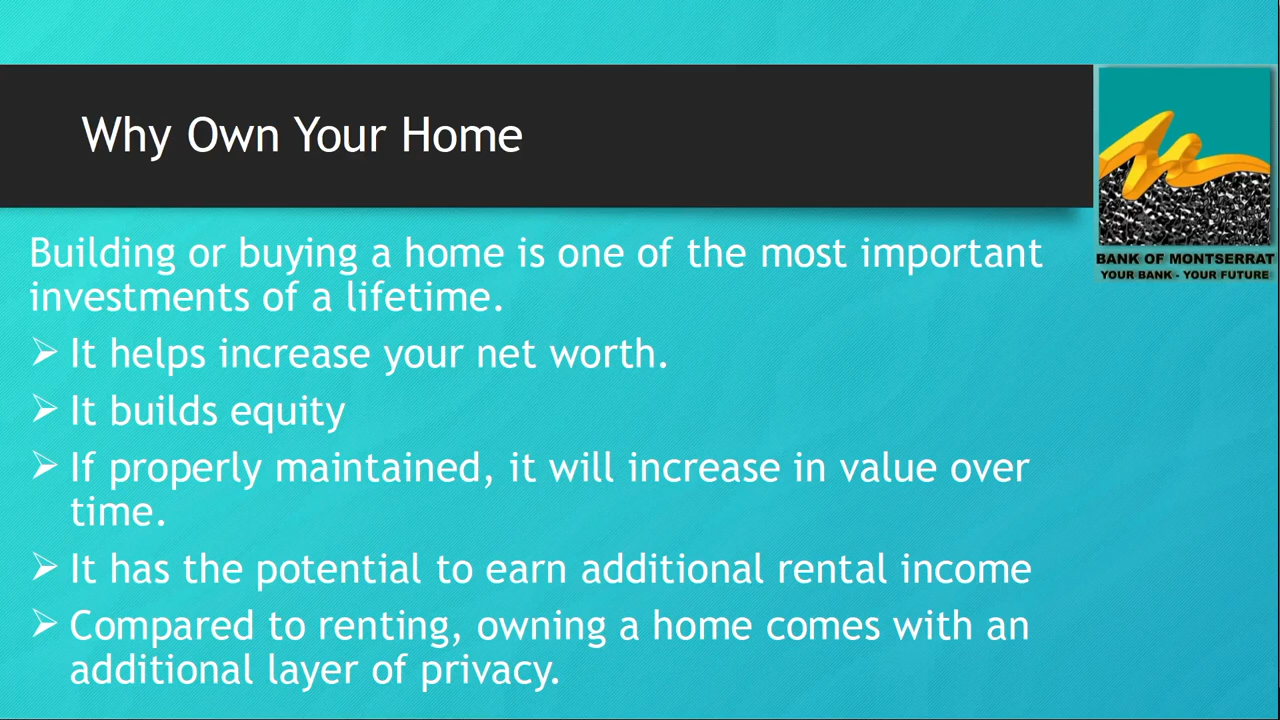 Why Own Your Home
Building or buying a home is one of the most important
investments of a lifetime.
➢ It helps increase your net worth.
➢ It builds equity
➢ If properly maintained, it will increase in value over
time.
➢ It has the potential to earn additional rental income
➢ Compared to renting, owning a home comes with an
additional layer of privacy.
BANK OF MONTSERRAT
YOUR BANK - YOUR FUTURE